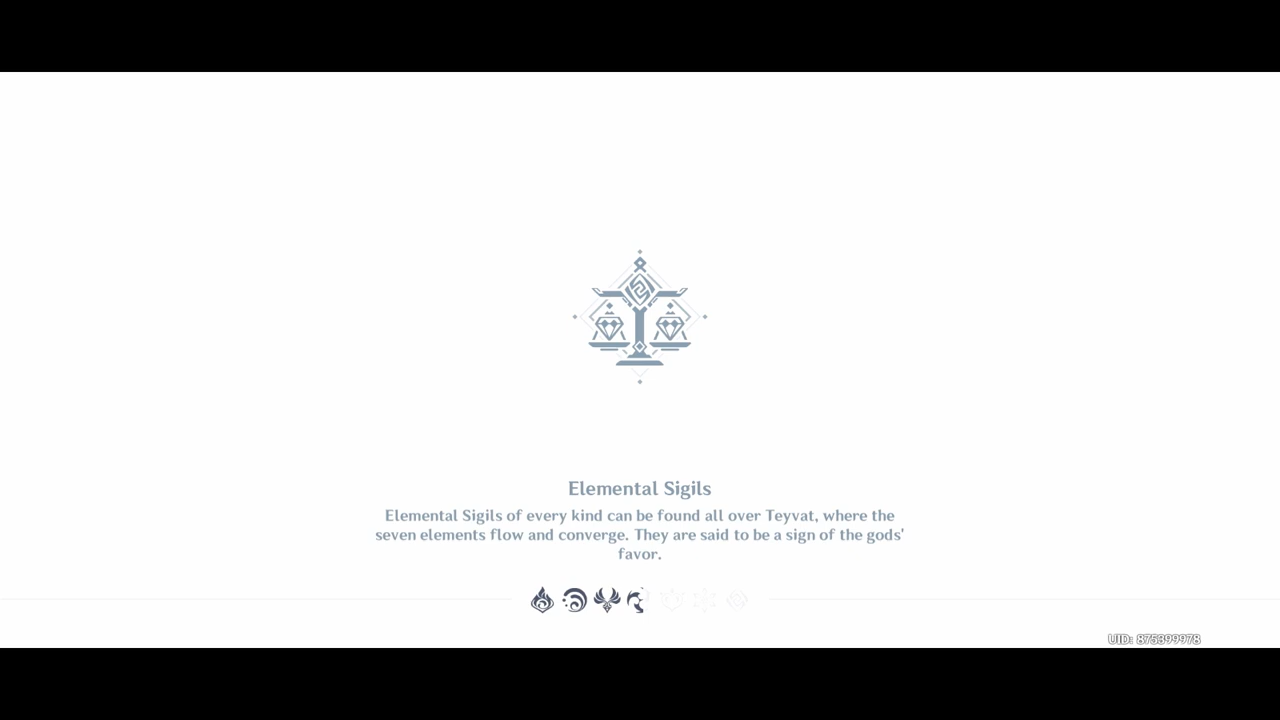 Elemental Sigils
Elemental Sigils of every kind can be found all over Teyvat, where the
seven elements flow and converge. They are said to be a sign of the gods'
favor.
UID: 875399978